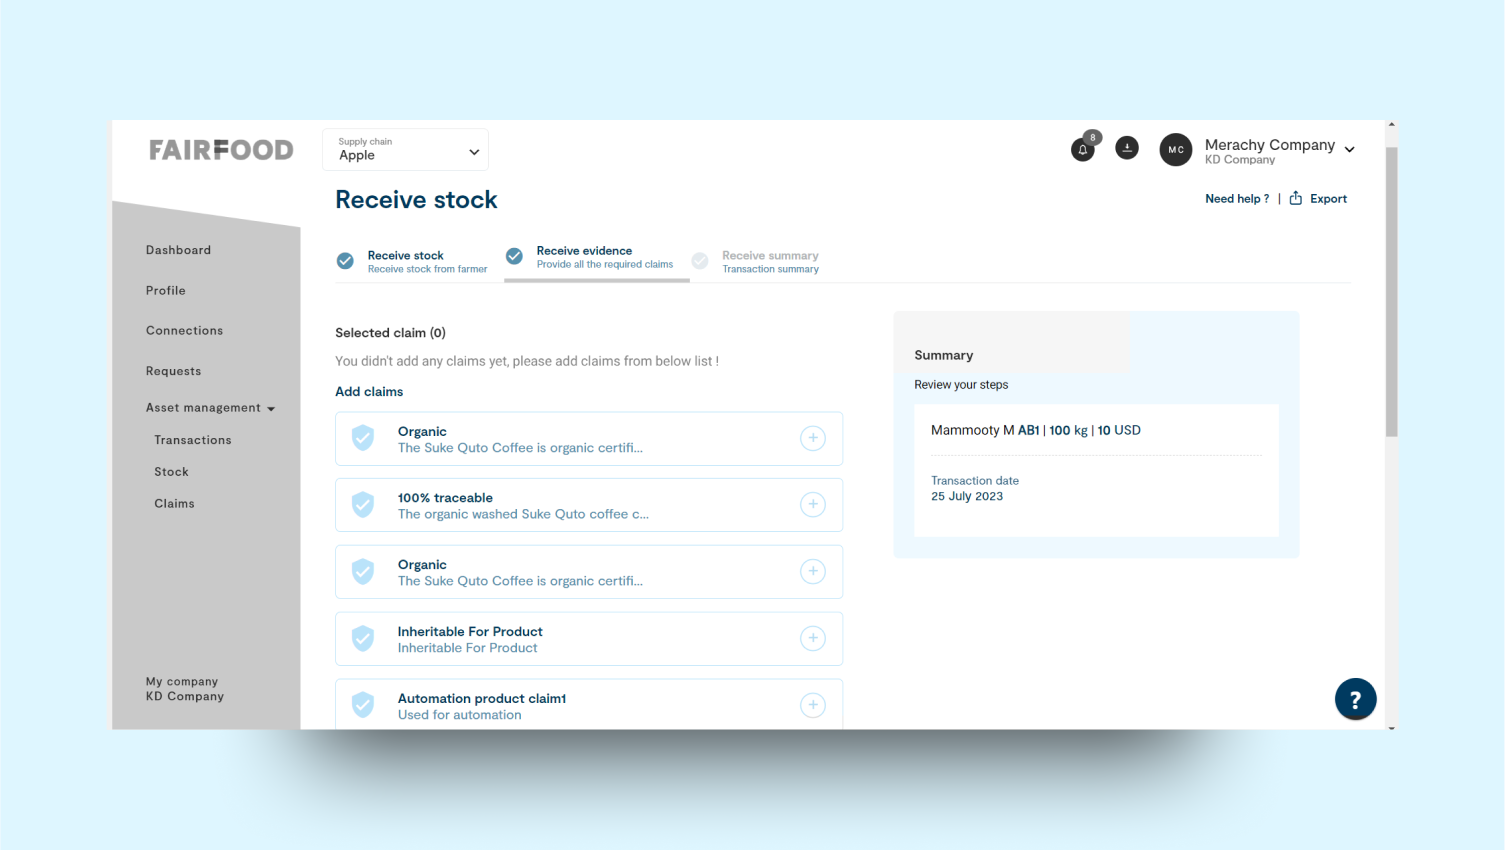 FAIRFOOD
Supply chain
Apple
8
MC
Merachy Company
KD Company
Receive stock
Need help ? | Export
Dashboard
Profile
Connections
Requests
Asset management
Transactions
Stock
Claims
My company
KD Company
Receive stock
Receive stock from farmer
Receive evidence
Provide all the required claims
Receive summary
Transaction summary
Selected claim (0)
You didn't add any claims yet, please add claims from below list !
Add claims
Organic
The Suke Quto Coffee is organic certifi...
100% traceable
The organic washed Suke Quto coffee c...
Organic
The Suke Quto Coffee is organic certifi...
Inheritable For Product
Inheritable For Product
Automation product claim1
Used for automation
Summary
Review your steps
Mammooty M AB1 | 100 kg | 10 USD
Transaction date
25 July 2023
?